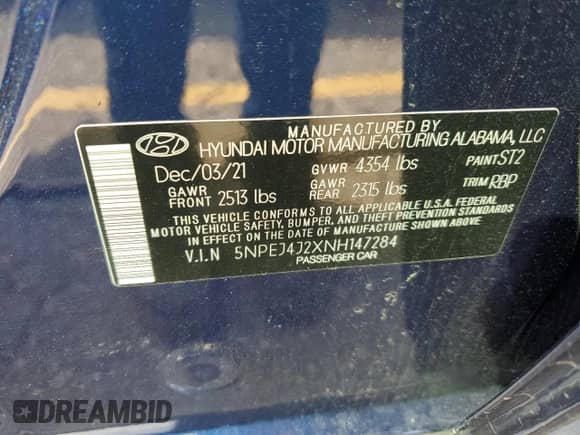 MANUFACTURED BY
HYUNDAI MOTOR MANUFACTURING ALABAMA, LLC
Dec/03/21 GVWR 4354 lbs PAINT ST2
GAWR FRONT 2513 lbs GAWR REAR 2315 lbs TRIM RBP
THIS VEHICLE CONFORMS TO ALL APPLICABLE U.S.A. FEDERAL
MOTOR VEHICLE SAFETY, BUMPER, AND THEFT PREVENTION STANDARDS
IN EFFECT ON THE DATE OF MANUFACTURE SHOWN ABOVE.
V.I.N 5NPEJ4J2XNH147284
PASSENGER CAR
DREAMBID